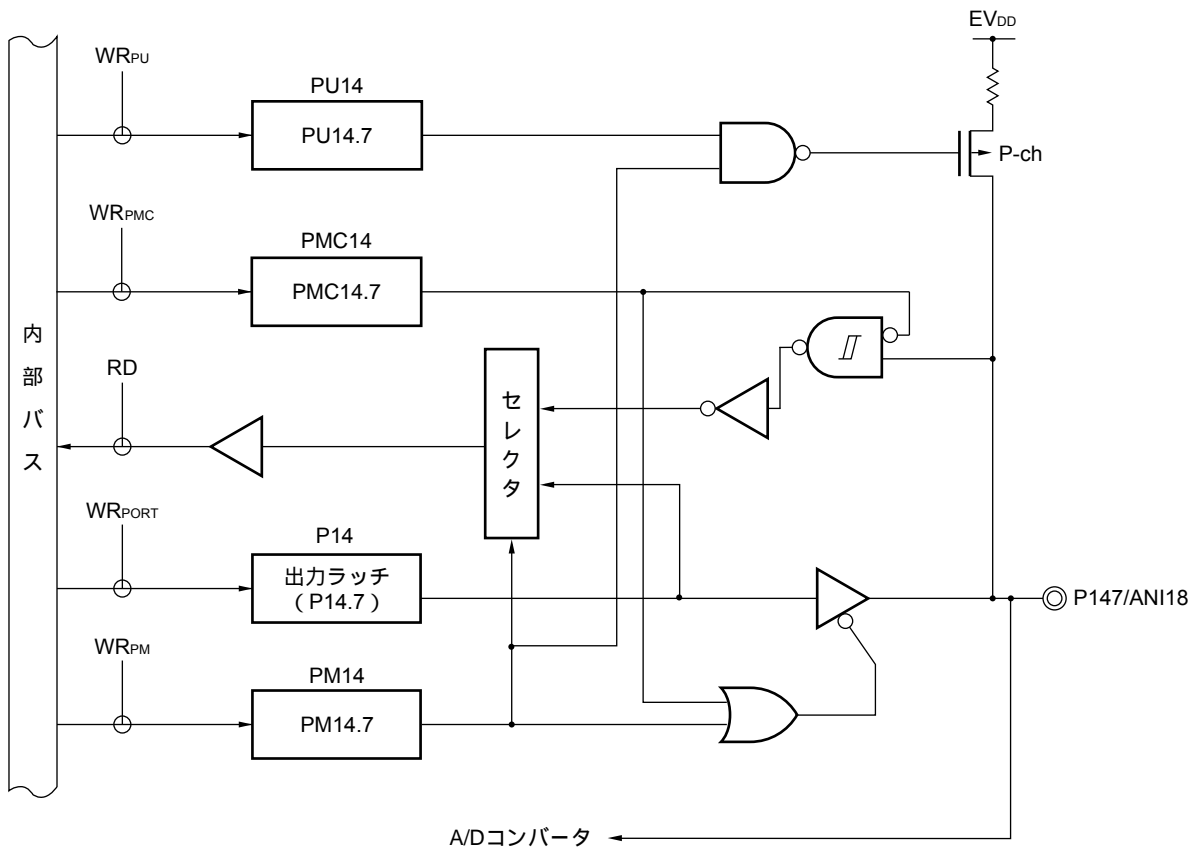 EVDD
WRPU
PU14
PU14.7
P-ch
WRPMC
PMC14
PMC14.7
内部バス
RD
セレクタ
WRPORT
P14
出力ラッチ
（P14.7）
P147/ANI18
WRPM
PM14
PM14.7
A/Dコンバータ